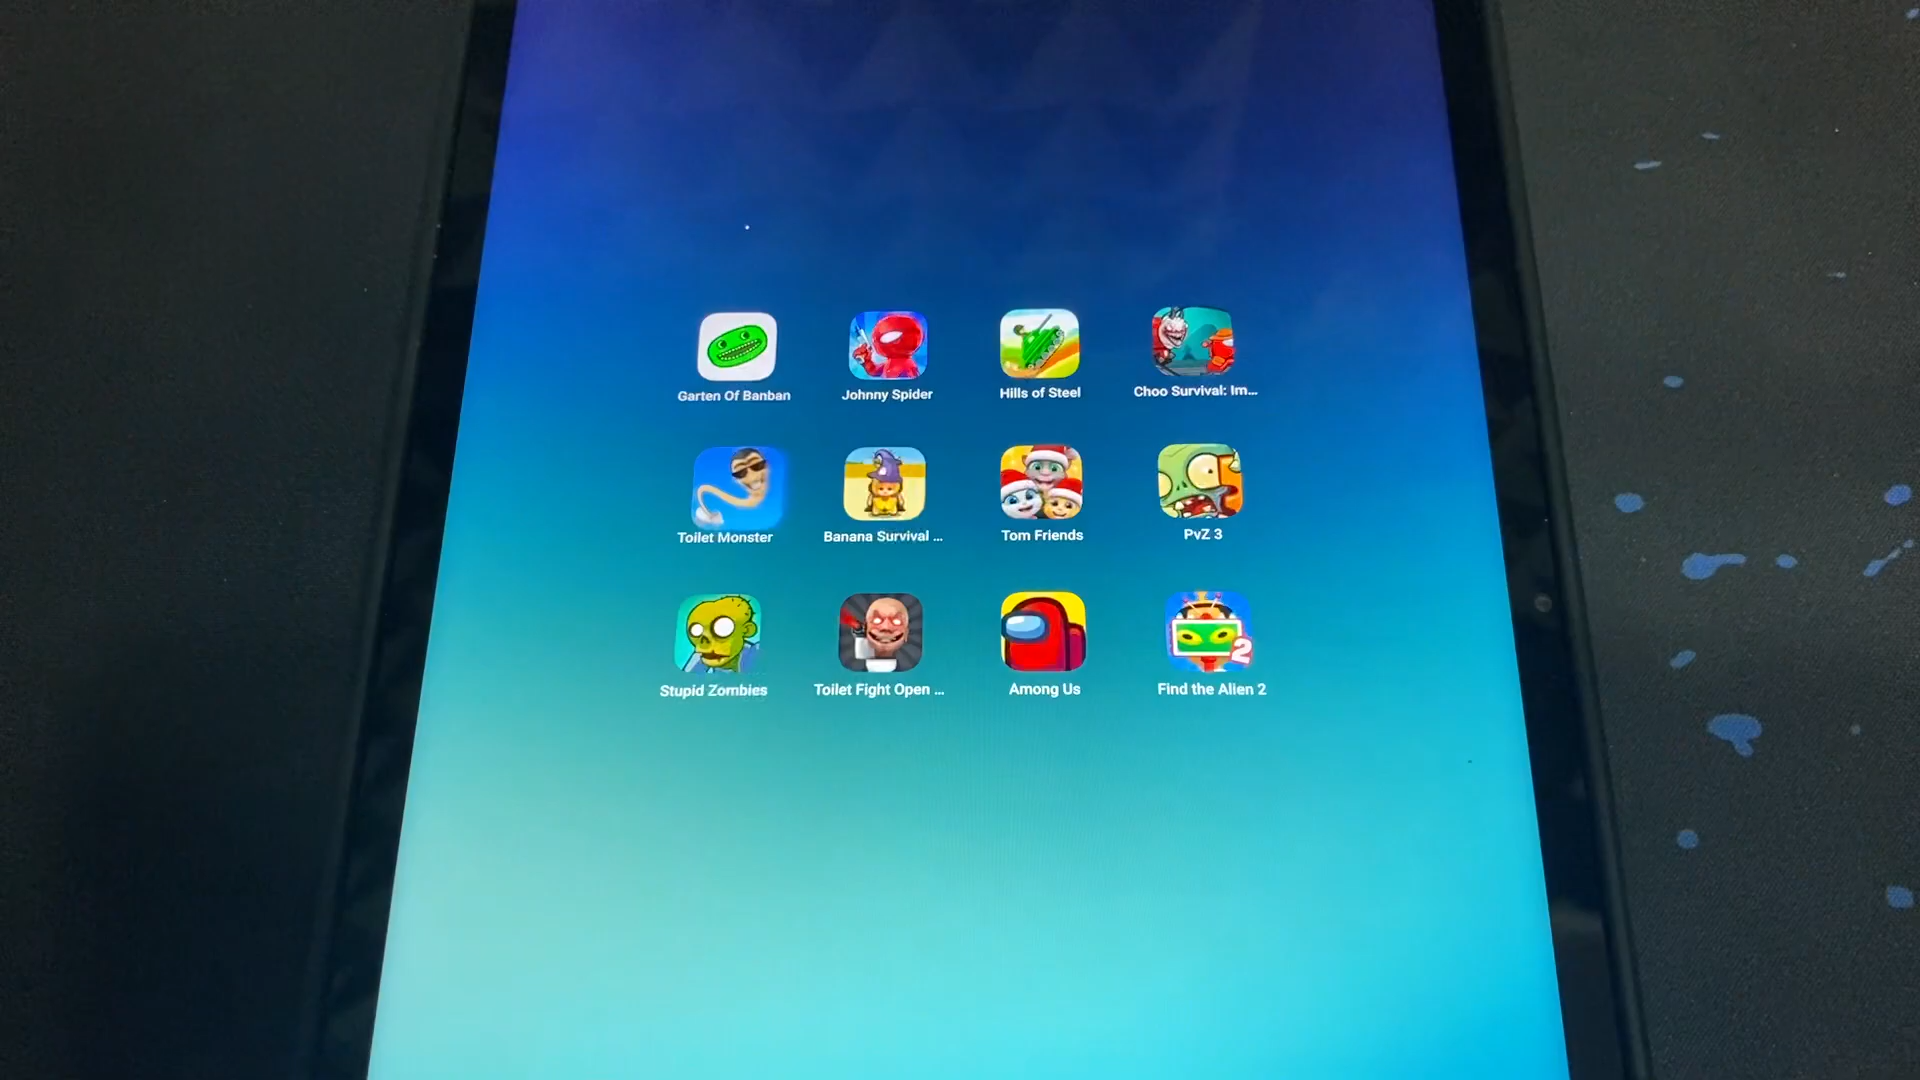 Garten Of Banban
Johnny Spider
Hills of Steel
Choo Survival: Im...
Toilet Monster
Banana Survival ...
Tom Friends
PvZ 3
Stupid Zombies
Toilet Fight Open ...
Among Us
2
Find the Alien 2